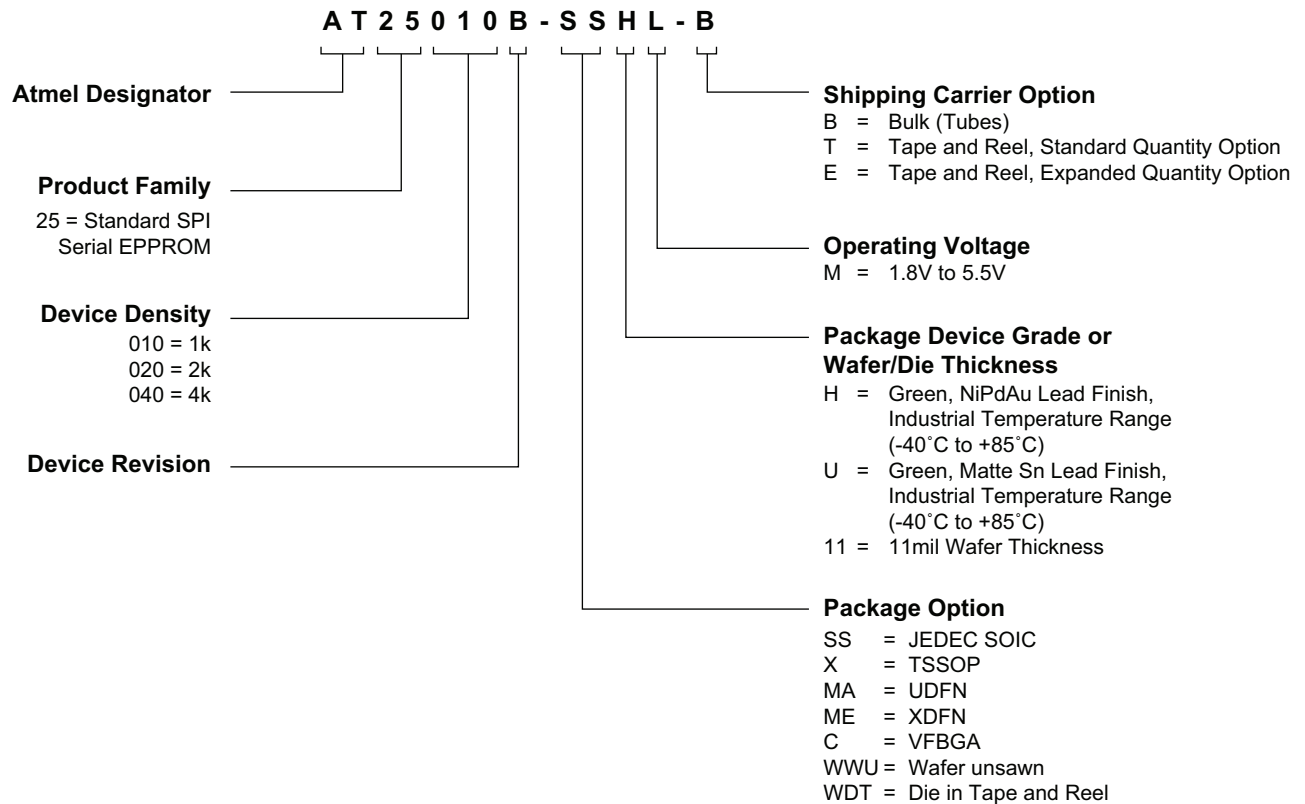 A T 2 5 0 1 0 B - S S H L - B
Atmel Designator
Product Family
25 = Standard SPI
Serial EPPROM
Device Density
010 = 1k
020 = 2k
040 = 4k
Device Revision
Shipping Carrier Option
B = Bulk (Tubes)
T = Tape and Reel, Standard Quantity Option
E = Tape and Reel, Expanded Quantity Option
Operating Voltage
M = 1.8V to 5.5V
Package Device Grade or
Wafer/Die Thickness
H = Green, NiPdAu Lead Finish,
Industrial Temperature Range
(-40˚C to +85˚C)
U = Green, Matte Sn Lead Finish,
Industrial Temperature Range
(-40˚C to +85˚C)
11 = 11mil Wafer Thickness
Package Option
SS = JEDEC SOIC
X = TSSOP
MA = UDFN
ME = XDFN
C = VFBGA
WWU = Wafer unsawn
WDT = Die in Tape and Reel